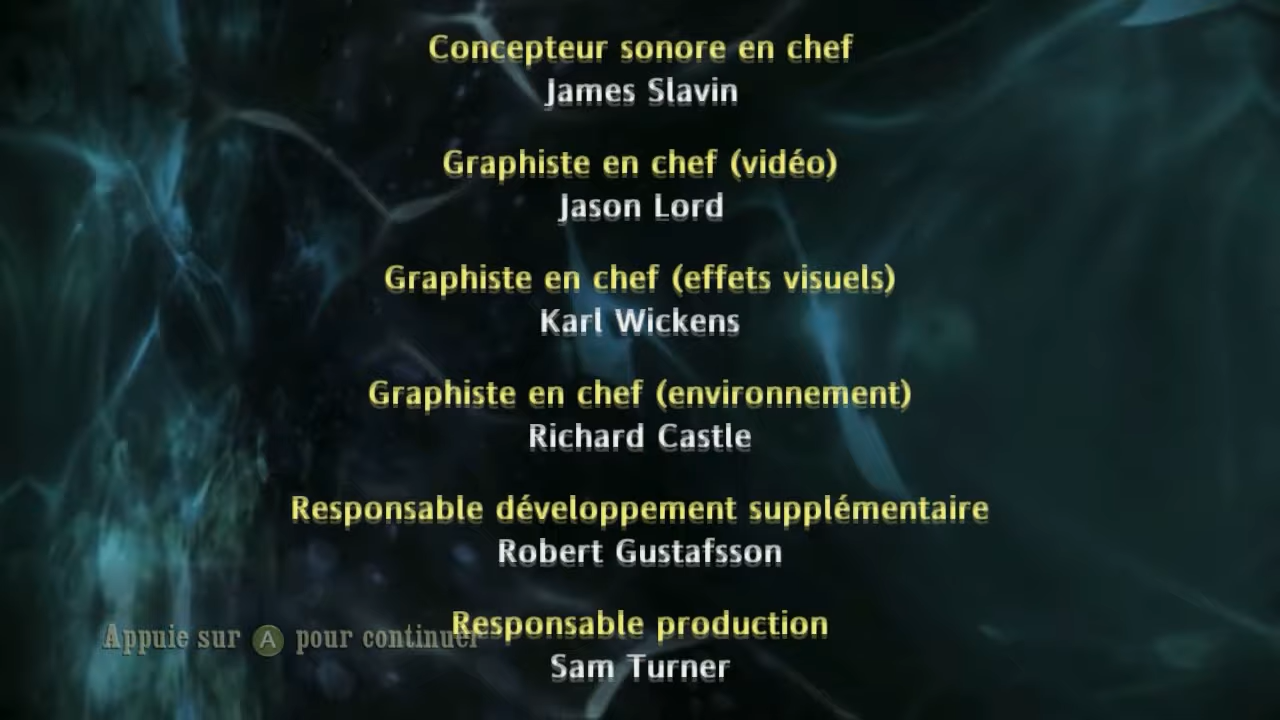 Concepteur sonore en chef
James Slavin
Graphiste en chef (vidéo)
Jason Lord
Graphiste en chef (effets visuels)
Karl Wickens
Graphiste en chef (environnement)
Richard Castle
Responsable développement supplémentaire
Robert Gustafsson
Responsable production
Appuie sur A pour continuer
Sam Turner